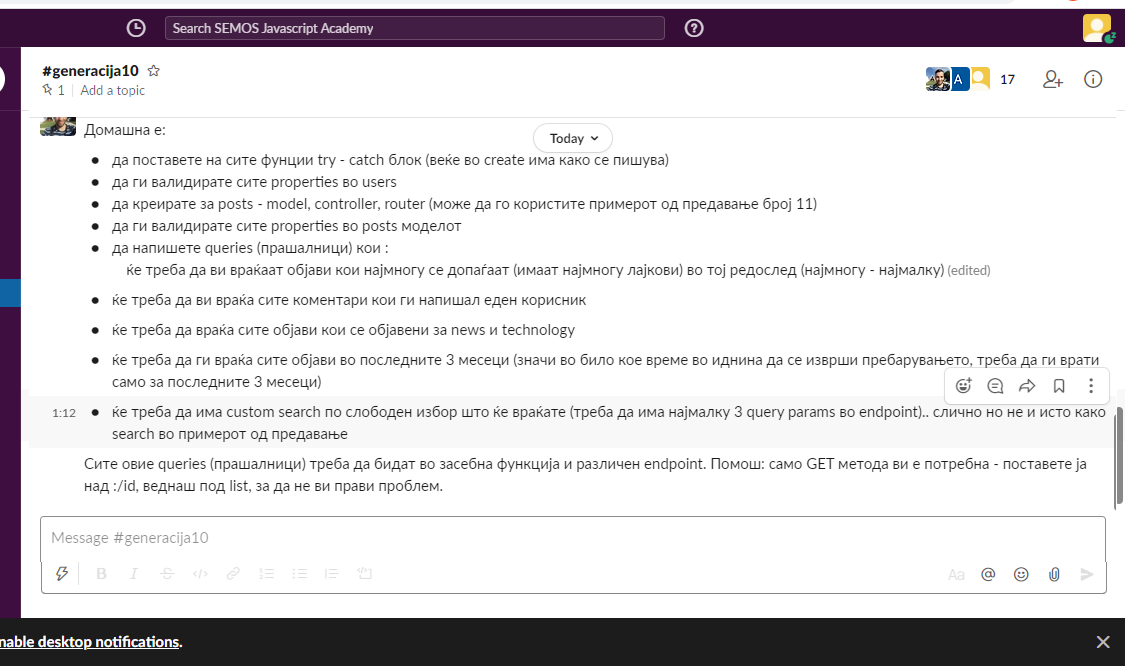 Search SEMOS Javascript Academy
#generacija10
1
Add a topic
A
17
Домашна е:
Today
да поставете на сите фунции try - catch блок (веќе во create има како се пишува)
да ги валидирате сите properties во users
да креирате за posts - model, controller, router (може да го користите примерот од предавање број 11)
да ги валидирате сите properties во posts моделот
да напишете queries (прашалници) кои :
ќе треба да ви враќаат објави кои најмногу се допаѓаат (имаат најмногу лајкови) во тој редослед (најмногу - најмалку) (edited)
ќе треба да ви враќа сите коментари кои ги напишал еден корисник
ќе треба да враќа сите објави кои се објавени за news и technology
ќе треба да ги враќа сите објави во последните 3 месеци (значи во било кое време во иднина да се изврши пребарувањето, треба да ги врати
само за последните 3 месеци)
1:12
ќе треба да има custom search по слободен избор што ќе враќате (треба да има најмалку 3 query params во endpoint).. слично но не и исто како
search во примерот од предавање
Сите овие queries (прашалници) треба да бидат во засебна функција и различен endpoint. Помош: само GET метода ви е потребна - поставете ја
над :/id, веднаш под list, за да не ви прави проблем.
Message #generacija10
B I S
Aa @
nable desktop notifications.